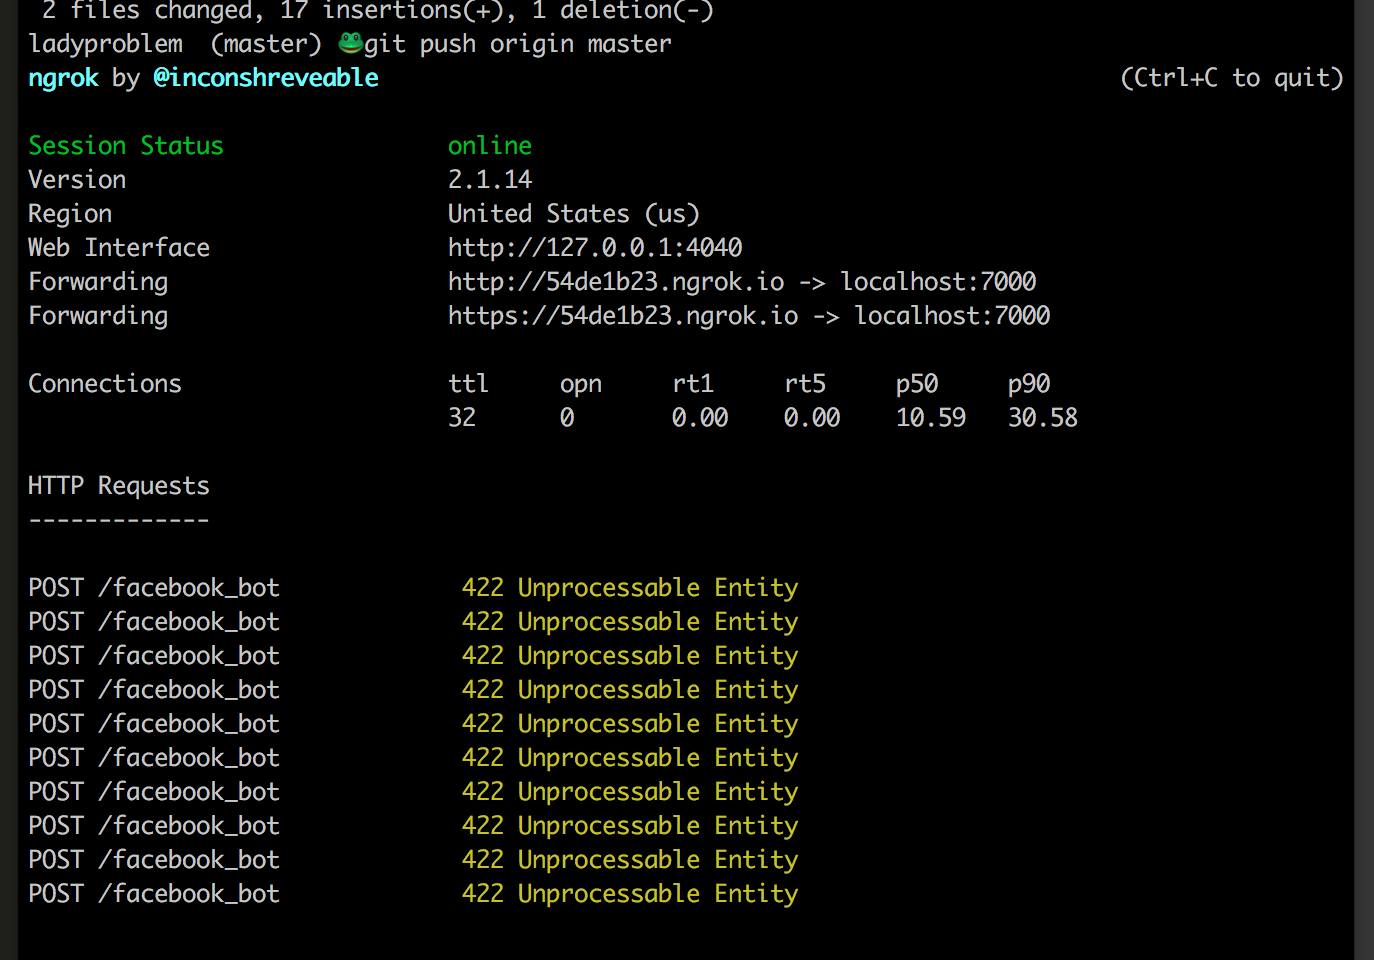 2 files changed, 17 insertions(+), 1 deletion(-)
ladyproblem (master) 🐸git push origin master
ngrok by @inconshreveable (Ctrl+C to quit)
Session Status online
Version 2.1.14
Region United States (us)
Web Interface http://127.0.0.1:4040
Forwarding http://54de1b23.ngrok.io -> localhost:7000
Forwarding https://54de1b23.ngrok.io -> localhost:7000
Connections ttl opn rt1 rt5 p50 p90
32 0 0.00 0.00 10.59 30.58
HTTP Requests
-------------
POST /facebook_bot 422 Unprocessable Entity
POST /facebook_bot 422 Unprocessable Entity
POST /facebook_bot 422 Unprocessable Entity
POST /facebook_bot 422 Unprocessable Entity
POST /facebook_bot 422 Unprocessable Entity
POST /facebook_bot 422 Unprocessable Entity
POST /facebook_bot 422 Unprocessable Entity
POST /facebook_bot 422 Unprocessable Entity
POST /facebook_bot 422 Unprocessable Entity
POST /facebook_bot 422 Unprocessable Entity